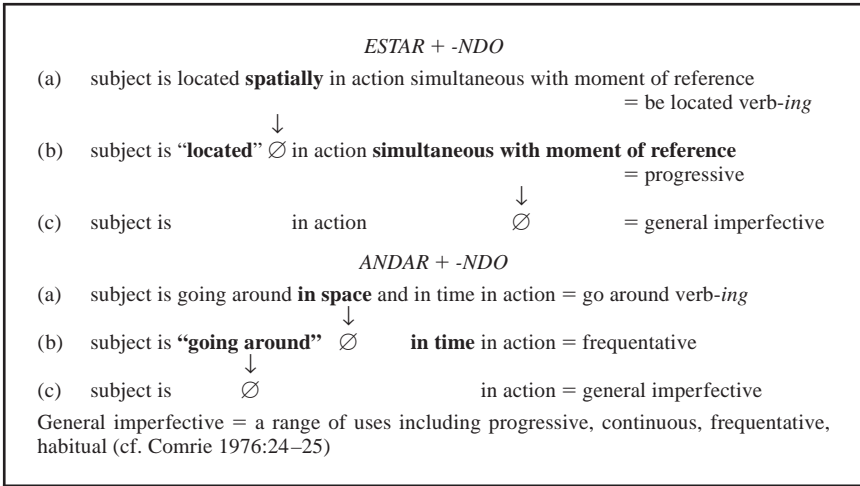 ESTAR + -NDO
(a) subject is located spatially in action simultaneous with moment of reference
= be located verb-ing
↓
(b) subject is “located” ∅ in action simultaneous with moment of reference
= progressive
↓
(c) subject is in action ∅ = general imperfective
ANDAR + -NDO
(a) subject is going around in space and in time in action = go around verb-ing
↓
(b) subject is “going around” ∅ in time in action = frequentative
↓
(c) subject is ∅ in action = general imperfective
General imperfective = a range of uses including progressive, continuous, frequentative,
habitual (cf. Comrie 1976:24–25)